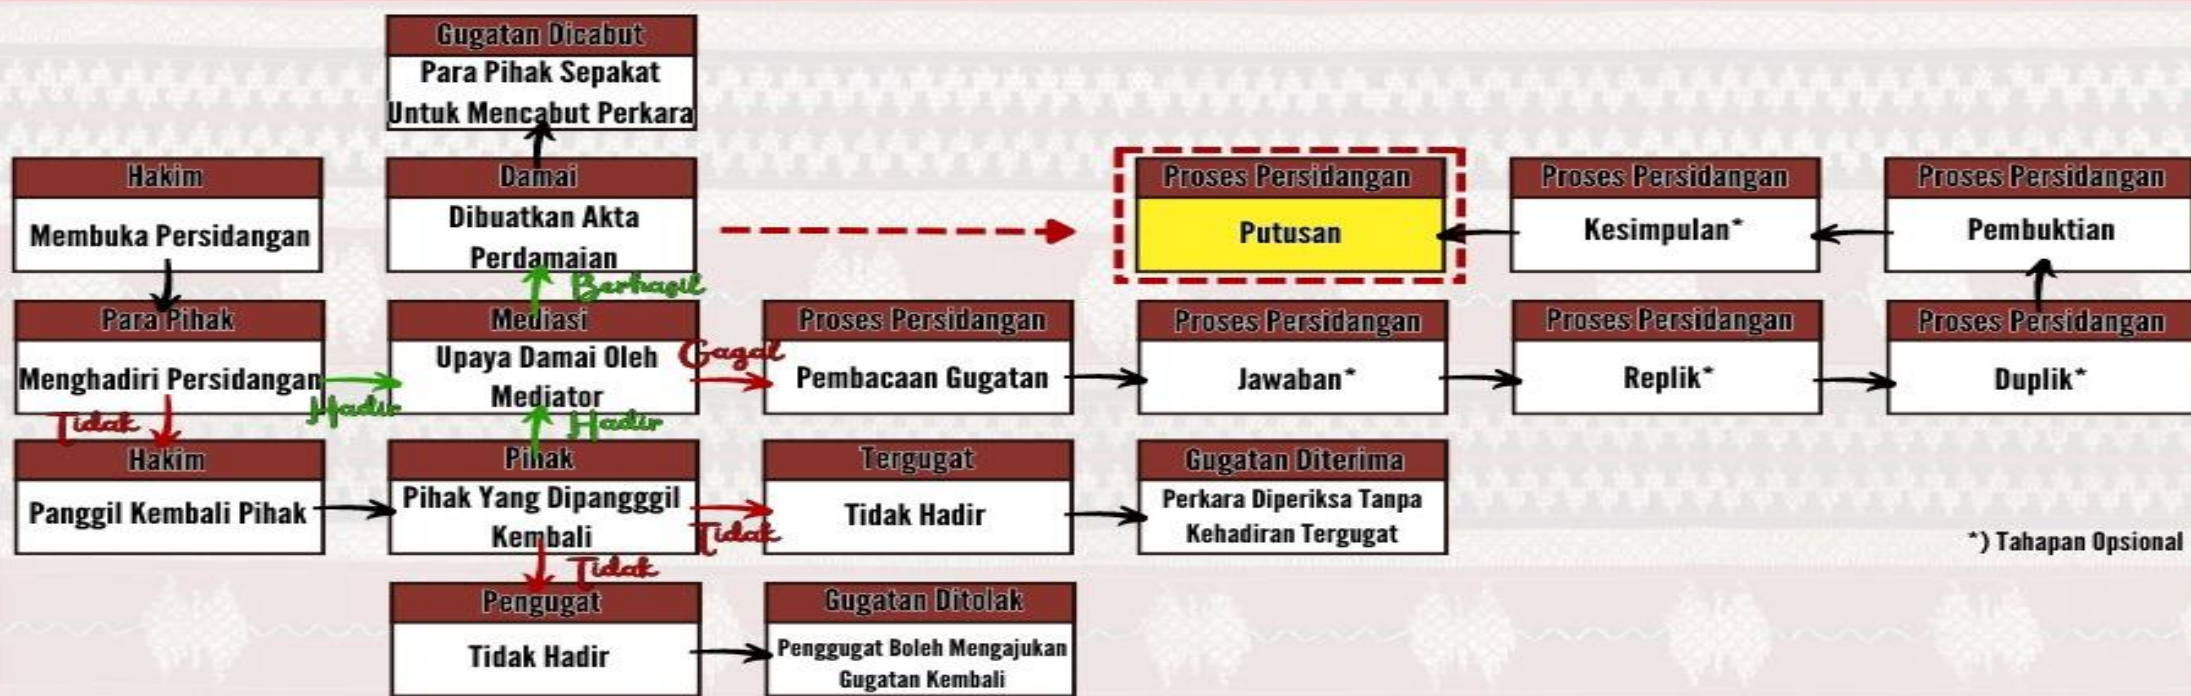 Gugatan Dicabut
Para Pihak Sepakat
Untuk Mencabut Perkara
Hakim
Membuka Persidangan
Damai
Dibuatkan Akta
Perdamaian
Proses Persidangan
Putusan
Proses Persidangan
Kesimpulan*
Proses Persidangan
Pembuktian
Berhasil
Para Pihak
Menghadiri Persidangan
Hadir
Tidak
Mediasi
Upaya Damai Oleh
Mediator
Gagal
Proses Persidangan
Pembacaan Gugatan
Proses Persidangan
Jawaban*
Proses Persidangan
Replik*
Proses Persidangan
Duplik*
Hadir
Hakim
Panggil Kembali Pihak
Pihak
Pihak Yang Dipangggil
Kembali
Tidak
Tergugat
Tidak Hadir
Gugatan Diterima
Perkara Diperiksa Tanpa
Kehadiran Tergugat
*) Tahapan Opsional
Tidak
Pengugat
Tidak Hadir
Gugatan Ditolak
Penggugat Boleh Mengajukan
Gugatan Kembali